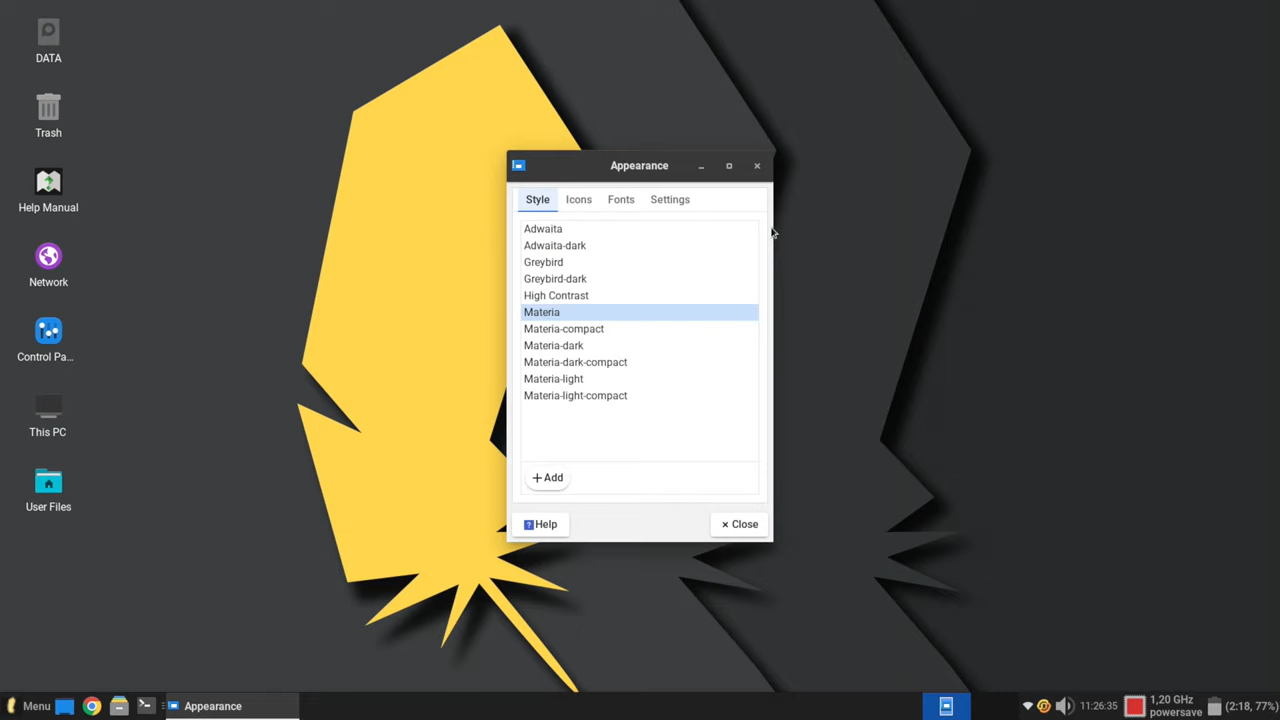 DATA
Trash
Help Manual
Network
Control Pa...
This PC
User Files
Appearance
Style Icons Fonts Settings
Adwaita
Adwaita-dark
Greybird
Greybird-dark
High Contrast
Materia
Materia-compact
Materia-dark
Materia-dark-compact
Materia-light
Materia-light-compact
+ Add
? Help
× Close
Menu
Appearance
11:26:35
1,20 GHz
powersave
(2:18, 77%)